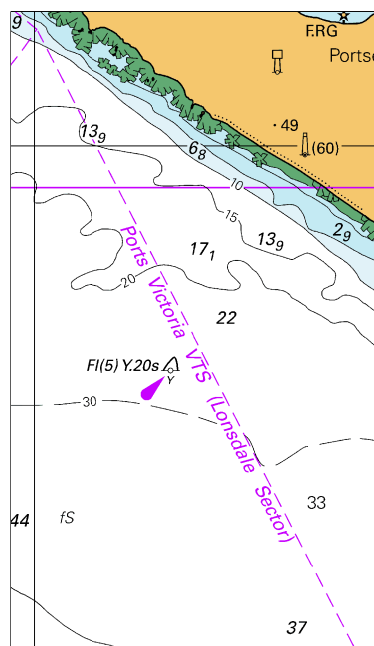 9
F.RG
Portse
49
(60)
13₉
6₈
10
15
2₉
13₉
17₁
20
22
Ports Victoria VTS (Lonsdale Sector)
Fl(5) Y.20s
Y
30
33
44
fS
37